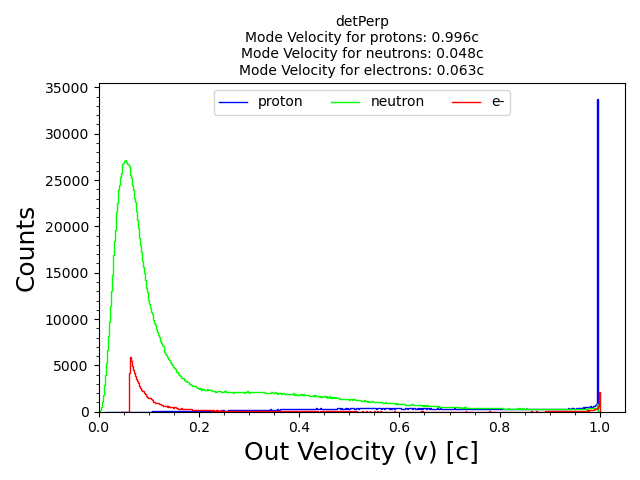 detPerp
Mode Velocity for protons: 0.996c
Mode Velocity for neutrons: 0.048c
Mode Velocity for electrons: 0.063c
proton neutron e-
35000
30000
25000
20000
15000
10000
5000
0
Counts
0.0 0.2 0.4 0.6 0.8 1.0
Out Velocity (v) [c]